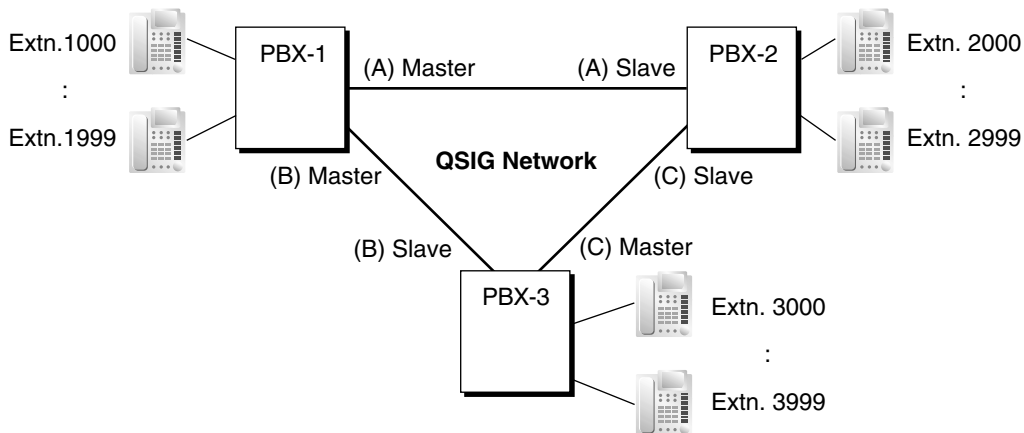 Extn.1000
:
Extn.1999
PBX-1
(A) Master
(A) Slave
PBX-2
Extn. 2000
:
Extn. 2999
QSIG Network
(B) Master
(C) Slave
(B) Slave
(C) Master
PBX-3
Extn. 3000
:
Extn. 3999